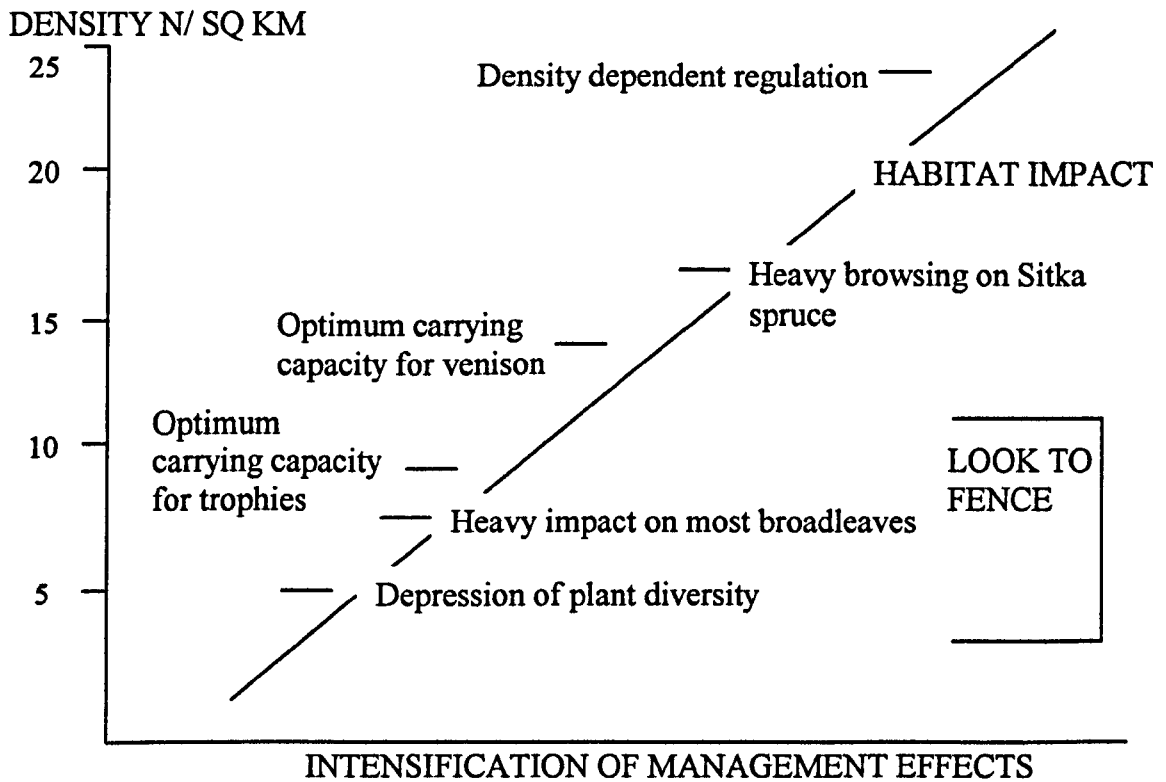 DENSITY N/ SQ KM
25
Density dependent regulation
20
HABITAT IMPACT
Heavy browsing on Sitka
spruce
15
Optimum carrying
capacity for venison
Optimum
carrying capacity
for trophies
10
LOOK TO
FENCE
Heavy impact on most broadleaves
5
Depression of plant diversity
INTENSIFICATION OF MANAGEMENT EFFECTS